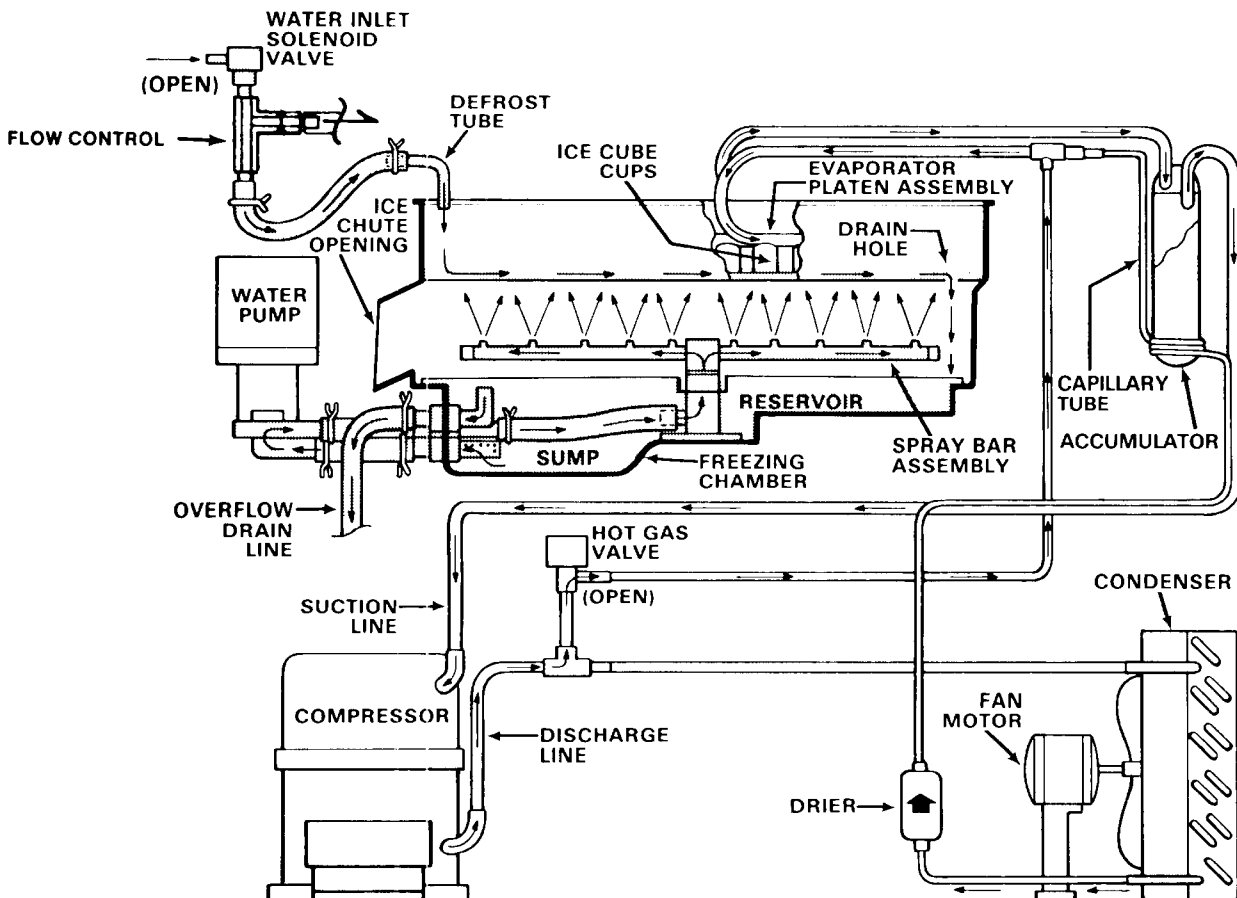 WATER INLET
SOLENOID
VALVE
(OPEN)
FLOW CONTROL
DEFROST
TUBE
ICE
CHUTE
OPENING
ICE CUBE
CUPS
EVAPORATOR
PLATEN ASSEMBLY
DRAIN
HOLE
WATER
PUMP
CAPILLARY
TUBE
ACCUMULATOR
RESERVOIR
SPRAY BAR
ASSEMBLY
SUMP
FREEZING
CHAMBER
OVERFLOW
DRAIN
LINE
HOT GAS
VALVE
(OPEN)
SUCTION
LINE
CONDENSER
COMPRESSOR
DISCHARGE
LINE
FAN
MOTOR
DRIER